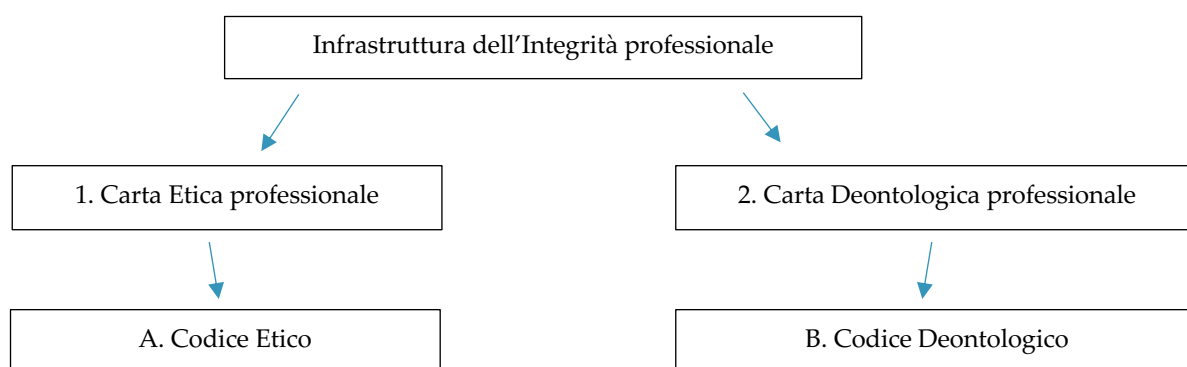 Infrastruttura dell’Integrità professionale
1. Carta Etica professionale
2. Carta Deontologica professionale
A. Codice Etico
B. Codice Deontologico